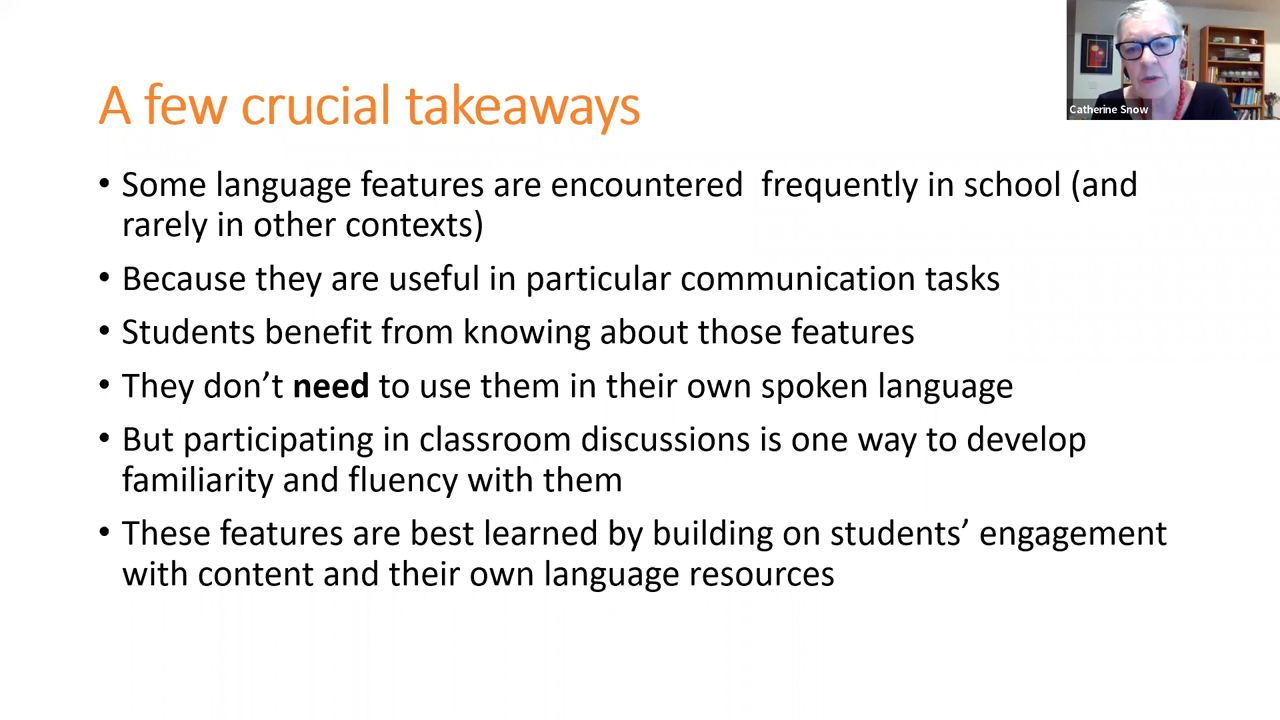 A few crucial takeaways
Catherine Snow
• Some language features are encountered  frequently in school (and
rarely in other contexts)
• Because they are useful in particular communication tasks
• Students benefit from knowing about those features
• They don’t need to use them in their own spoken language
• But participating in classroom discussions is one way to develop
familiarity and fluency with them
• These features are best learned by building on students’ engagement
with content and their own language resources